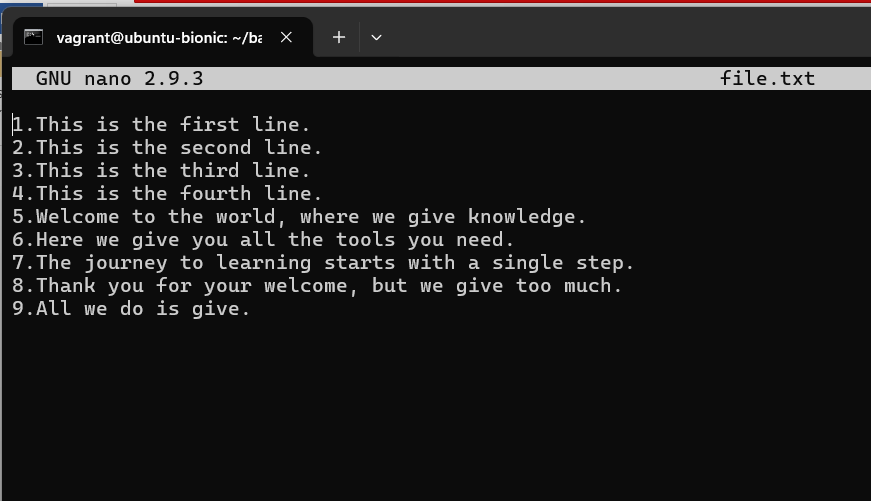 vagrant@ubuntu-bionic: ~/ba
GNU nano 2.9.3 file.txt
1.This is the first line.
2.This is the second line.
3.This is the third line.
4.This is the fourth line.
5.Welcome to the world, where we give knowledge.
6.Here we give you all the tools you need.
7.The journey to learning starts with a single step.
8.Thank you for your welcome, but we give too much.
9.All we do is give.